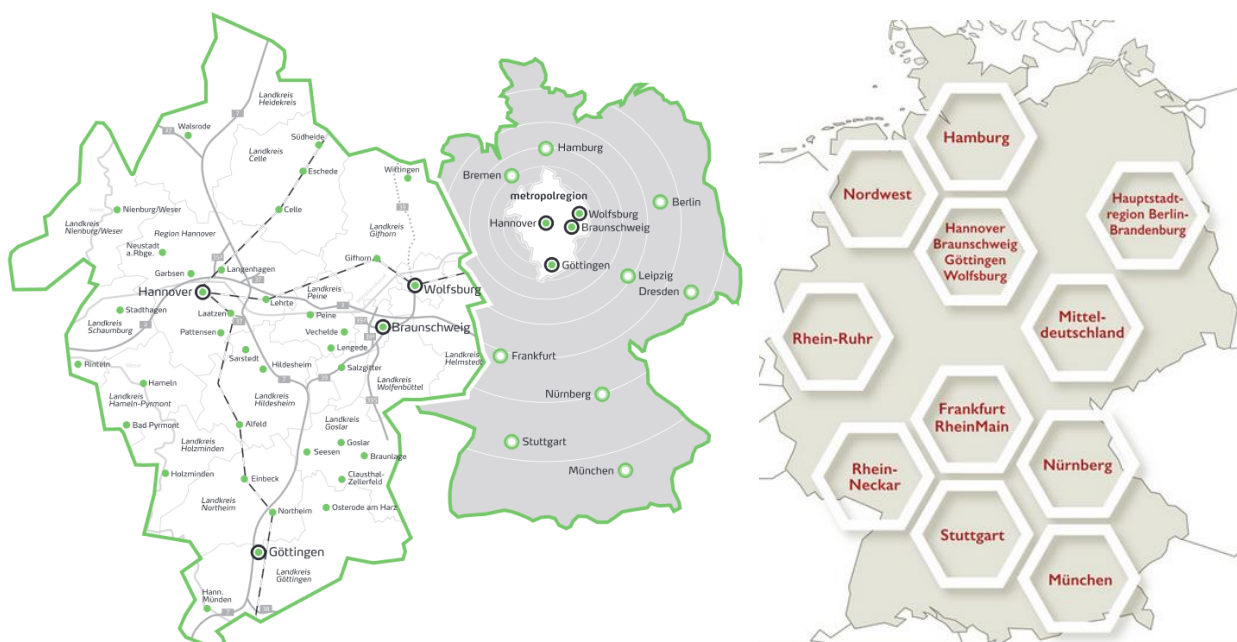 Landkreis
Heidekreis
Walsrode
Südheide
Landkreis
Celle
Eschede
Wittingen
Nienburg/Weser
Celle
Landkreis
Nienburg/Weser
Region Hannover
Landkreis
Gifhorn
Neustadt
a.Rbge.
Gifhorn
Garbsen
Langenhagen
Hannover
Landkreis
Peine
Wolfsburg
Lehrte
Stadthagen
Laatzen
Peine
Landkreis
Schaumburg
Pattensen
Vechelde
Braunschweig
Sarstedt
Lengede
Landkreis
Helmstedt
Rinteln
Hildesheim
Salzgitter
Hameln
Landkreis
Wolfenbüttel
Landkreis
Hameln-Pyrmont
Landkreis
Hildesheim
Landkreis
Goslar
Bad Pyrmont
Alfeld
Landkreis
Holzminden
Goslar
Seesen
Braunlage
Holzminden
Einbeck
Clausthal-
Zellerfeld
Landkreis
Northeim
Northeim
Osterode am Harz
Göttingen
Landkreis
Göttingen
Hann.
Münden
7
7
7
Hamburg
Bremen
metropolregion
Berlin
Wolfsburg
Hannover
Braunschweig
Göttingen
Leipzig
Dresden
Frankfurt
Nürnberg
Stuttgart
München
Hamburg
Nordwest
Hauptstadt-
region Berlin-
Brandenburg
Hannover
Braunschweig
Göttingen
Wolfsburg
Rhein-Ruhr
Mittel-
deutschland
Frankfurt
RheinMain
Rhein-
Neckar
Nürnberg
Stuttgart
München